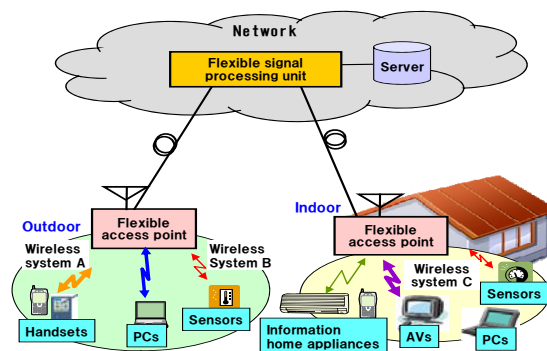 Network
Flexible signal
processing unit
Server
Outdoor
Flexible
access point
Wireless
system A
Wireless
System B
Handsets
PCs
Sensors
Indoor
Flexible
access point
Wireless
system C
Sensors
Information
home appliances
AVs
PCs